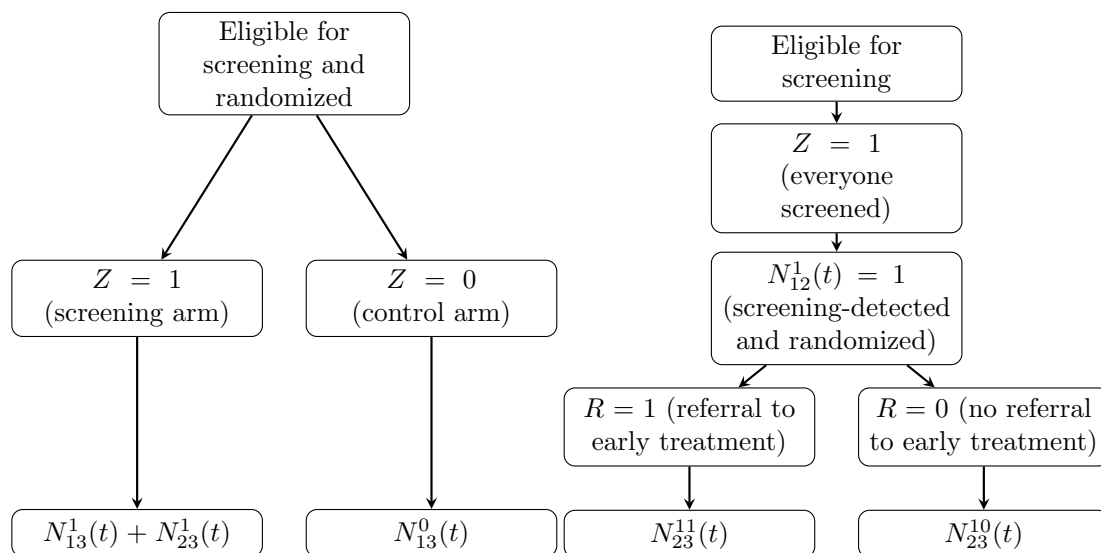 Eligible for
screening and
randomized
Z = 1
(screening arm)
Z = 0
(control arm)
N^1_{13}(t) + N^1_{23}(t)
N^0_{13}(t)
Eligible for
screening
Z = 1
(everyone
screened)
N^1_{12}(t) = 1
(screening-detected
and randomized)
R = 1 (referral to
early treatment)
R = 0 (no referral
to early treatment)
N^{11}_{23}(t)
N^{10}_{23}(t)